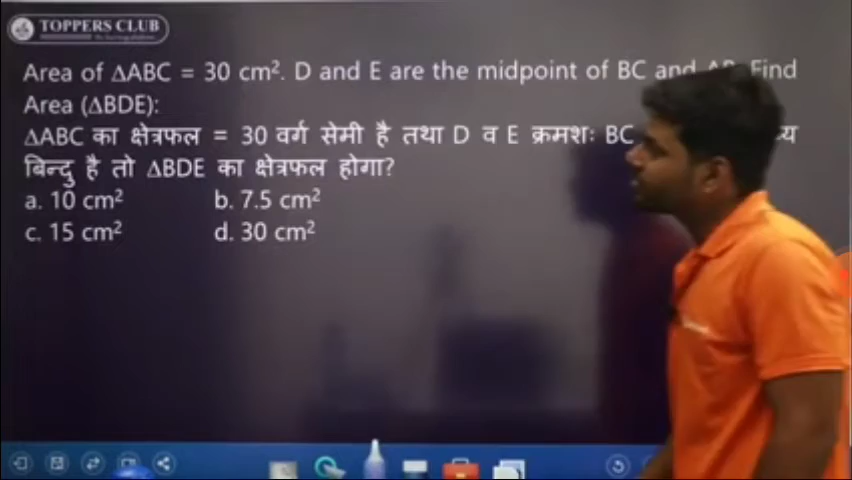 TOPPERS CLUB
Area of ΔABC = 30 cm². D and E are the midpoint of BC and Find
Area (ΔBDE):
ΔABC का क्षेत्रफल = 30 वर्ग सेमी है तथा D व E क्रमशः BC
बिन्दु है तो ΔBDE का क्षेत्रफल होगा?
a. 10 cm² b. 7.5 cm²
c. 15 cm² d. 30 cm²